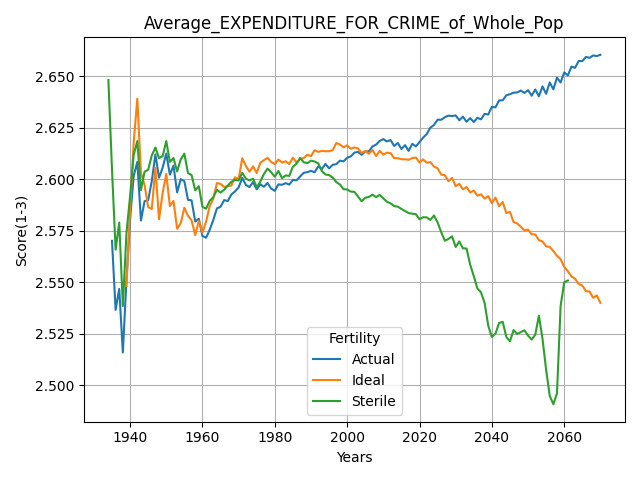 Average_EXPENDITURE_FOR_CRIME_of_Whole_Pop
2.650
2.625
2.600
2.575
2.550
2.525
2.500
Score(1-3)
Fertility
Actual
Ideal
Sterile
1940 1960 1980 2000 2020 2040 2060
Years